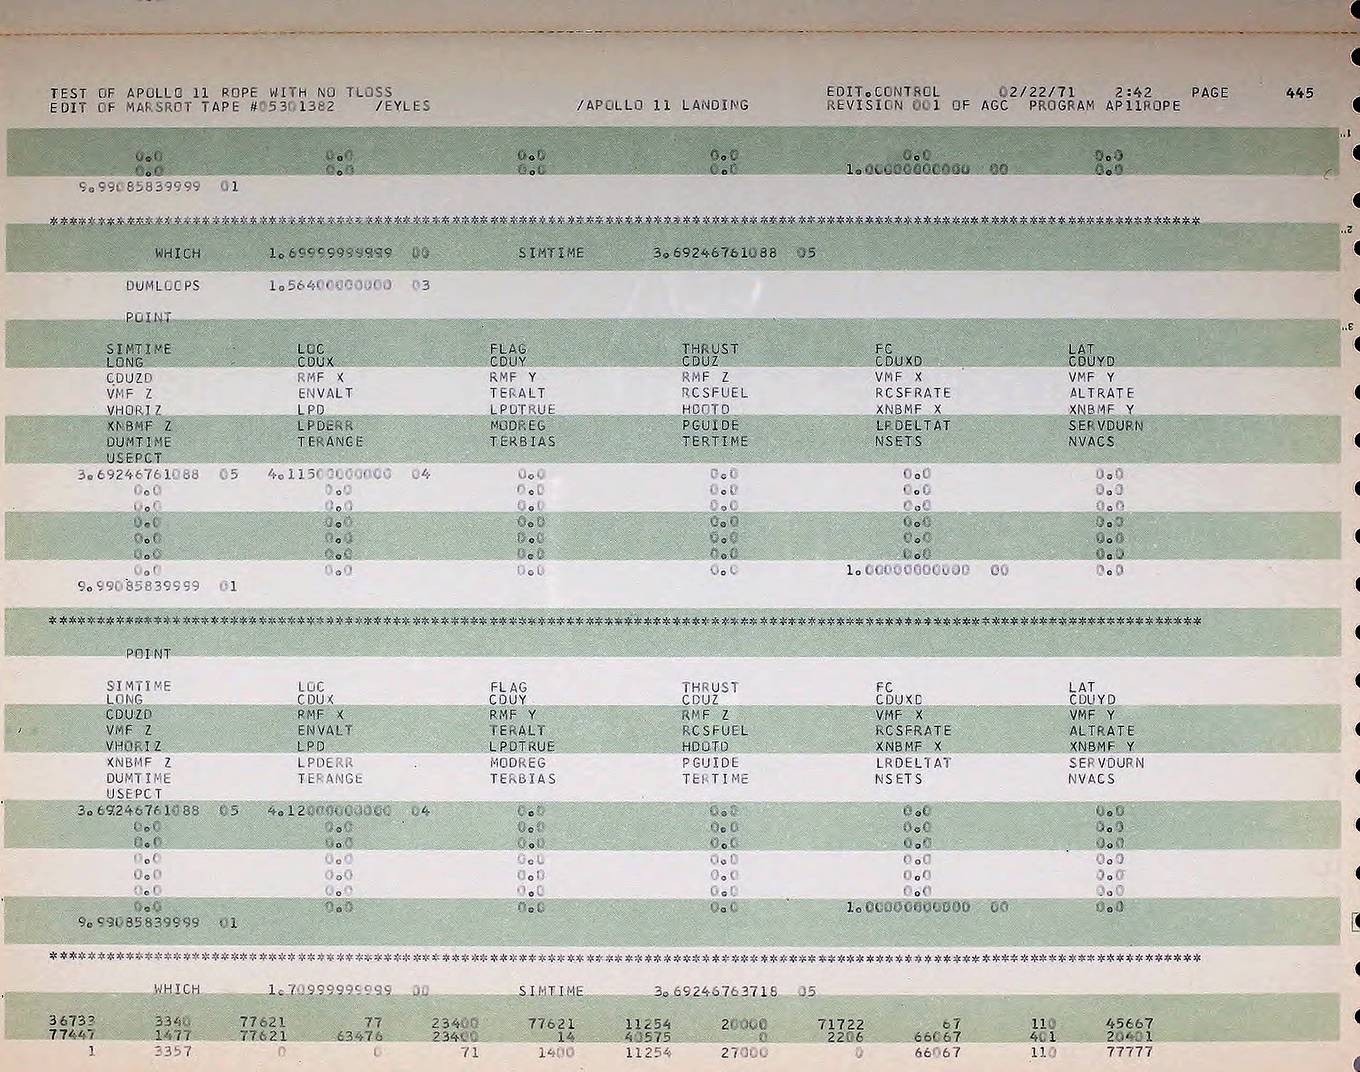 TEST OF APOLLO 11 ROPE WITH NO TLOSS EDIT.CONTROL 02/22/71 2:42 PAGE 445
EDIT OF MARSROT TAPE #05301382 /EYLES /APOLLO 11 LANDING REVISION 001 OF AGC PROGRAM AP11ROPE
0.0 0.0 0.0 0.0 0.0 0.0
0.0 0.0 0.0 0.0 1.00000000000 00 0.0
9.99085839999 01
************************************************************************************************************************
WHICH 1.69999999999 00 SIMTIME 3.69246761088 05
DUMLOOPS 1.56400000000 03
POINT
SIMTIME LOC FLAG THRUST FC LAT
LONG CDUX CDUY CDUZ CDUXD CDUYD
CDUZD RMF X RMF Y RMF Z VMF X VMF Y
VMF Z ENVALT TERALT RCSFUEL RCSFRATE ALTRATE
VHORIZ LPD LPDTRUE HDOTD XNBMF X XNBMF Y
XNBMF Z LPDERR MODREG PGUIDE LRDELTAT SERVDURN
DUMTIME TERANGE TERBIAS TERTIME NSETS NVACS
USEPCT
3.69246761088 05 4.11500000000 04 0.0 0.0 0.0 0.0
0.0 0.0 0.0 0.0 0.0 0.0
0.0 0.0 0.0 0.0 0.0 0.0
0.0 0.0 0.0 0.0 0.0 0.0
0.0 0.0 0.0 0.0 0.0 0.0
0.0 0.0 0.0 0.0 0.0 0.0
0.0 0.0 0.0 0.0 1.00000000000 00 0.0
9.99085839999 01
************************************************************************************************************************
POINT
SIMTIME LOC FLAG THRUST FC LAT
LONG CDUX CDUY CDUZ CDUXD CDUYD
CDUZD RMF X RMF Y RMF Z VMF X VMF Y
VMF Z ENVALT TERALT RCSFUEL RCSFRATE ALTRATE
VHORIZ LPD LPDTRUE HDOTD XNBMF X XNBMF Y
XNBMF Z LPDERR MODREG PGUIDE LRDELTAT SERVDURN
DUMTIME TERANGE TERBIAS TERTIME NSETS NVACS
USEPCT
3.69246761088 05 4.12000000000 04 0.0 0.0 0.0 0.0
0.0 0.0 0.0 0.0 0.0 0.0
0.0 0.0 0.0 0.0 0.0 0.0
0.0 0.0 0.0 0.0 0.0 0.0
0.0 0.0 0.0 0.0 0.0 0.0
0.0 0.0 0.0 0.0 0.0 0.0
0.0 0.0 0.0 0.0 1.00000000000 00 0.0
9.99085839999 01
************************************************************************************************************************
WHICH 1.70999999999 00 SIMTIME 3.69246763718 05
36733 3340 77621 77 23400 77621 11254 20000 71722 67 110 45667
77447 1477 77621 63476 23400 14 40575 0 2206 66067 401 20401
1 3357 0 0 71 1400 11254 27000 0 66067 110 77777